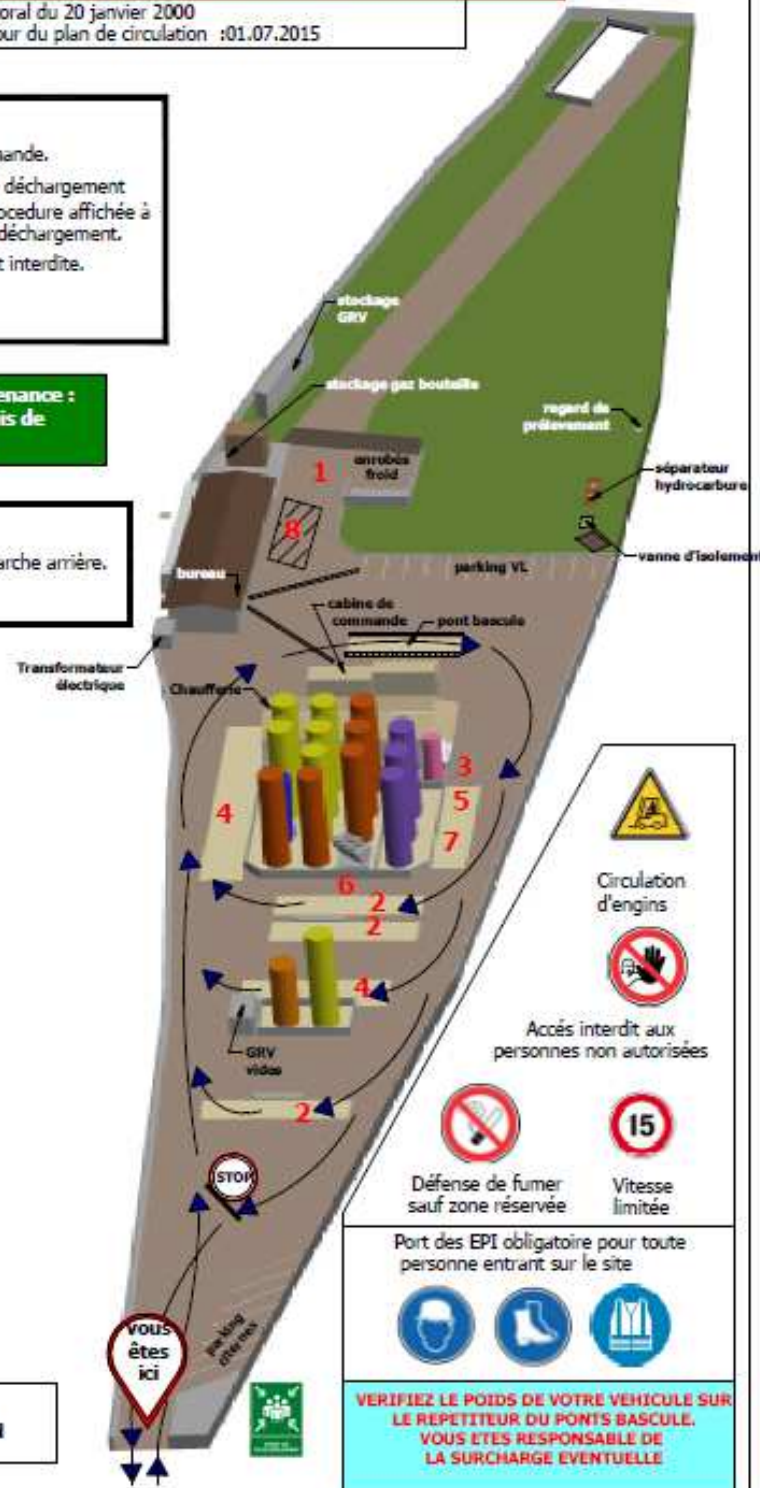 oral du 20 janvier 2000
our du plan de circulation :01.07.2015
ande.
déchargement
ocedure affichée à
déchargement.
t interdite.
stockage
GRV
enance :
is de
stockage gaz bouteille
regard de
prélevement
enrobés
froid
1
séparateur
hydrocarbure
8
arche arrière.
vanne d'isolement
bureau
parking VL
cabine de
commande
pont bascule
Transformateur
électrique
Chaufferie
3
5
4
7
6
2
2
4
GRV
vides
2
STOP
Circulation
d'engins
Accés interdit aux
personnes non autorisées
15
Défense de fumer
sauf zone réservée
Vitesse
limitée
Port des EPI obligatoire pour toute
personne entrant sur le site
parking
citernes
vous
êtes
ici
VERIFIEZ LE POIDS DE VOTRE VEHICULE SUR
LE REPETITEUR DU PONTS BASCULE.
VOUS ETES RESPONSABLE DE
LA SURCHARGE EVENTUELLE